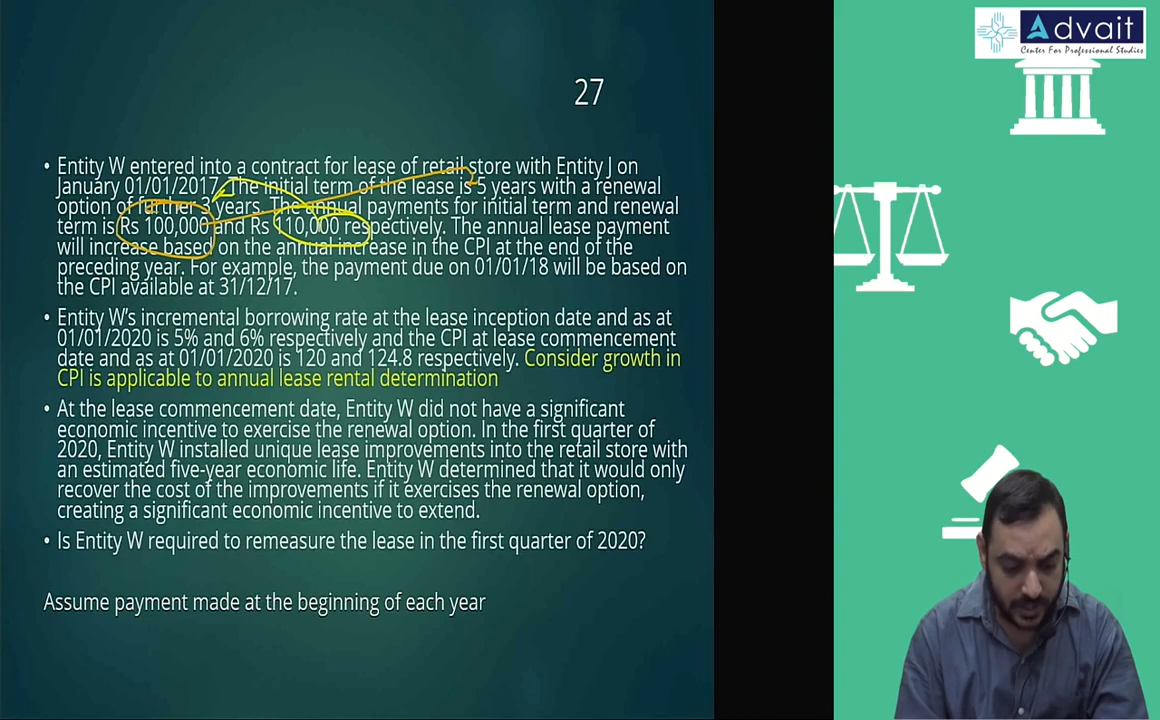 Advait
Center For Professional Studies
27
• Entity W entered into a contract for lease of retail store with Entity J on
January 01/01/2017. The initial term of the lease is 5 years with a renewal
option of further 3 years. The annual payments for initial term and renewal
term is Rs 100,000 and Rs 110,000 respectively. The annual lease payment
will increase based on the annual increase in the CPI at the end of the
preceding year. For example, the payment due on 01/01/18 will be based on
the CPI available at 31/12/17.
• Entity W's incremental borrowing rate at the lease inception date and as at
01/01/2020 is 5% and 6% respectively and the CPI at lease commencement
date and as at 01/01/2020 is 120 and 124.8 respectively. Consider growth in
CPI is applicable to annual lease rental determination
• At the lease commencement date, Entity W did not have a significant
economic incentive to exercise the renewal option. In the first quarter of
2020, Entity W installed unique lease improvements into the retail store with
an estimated five-year economic life. Entity W determined that it would only
recover the cost of the improvements if it exercises the renewal option,
creating a significant economic incentive to extend.
• Is Entity W required to remeasure the lease in the first quarter of 2020?
Assume payment made at the beginning of each year